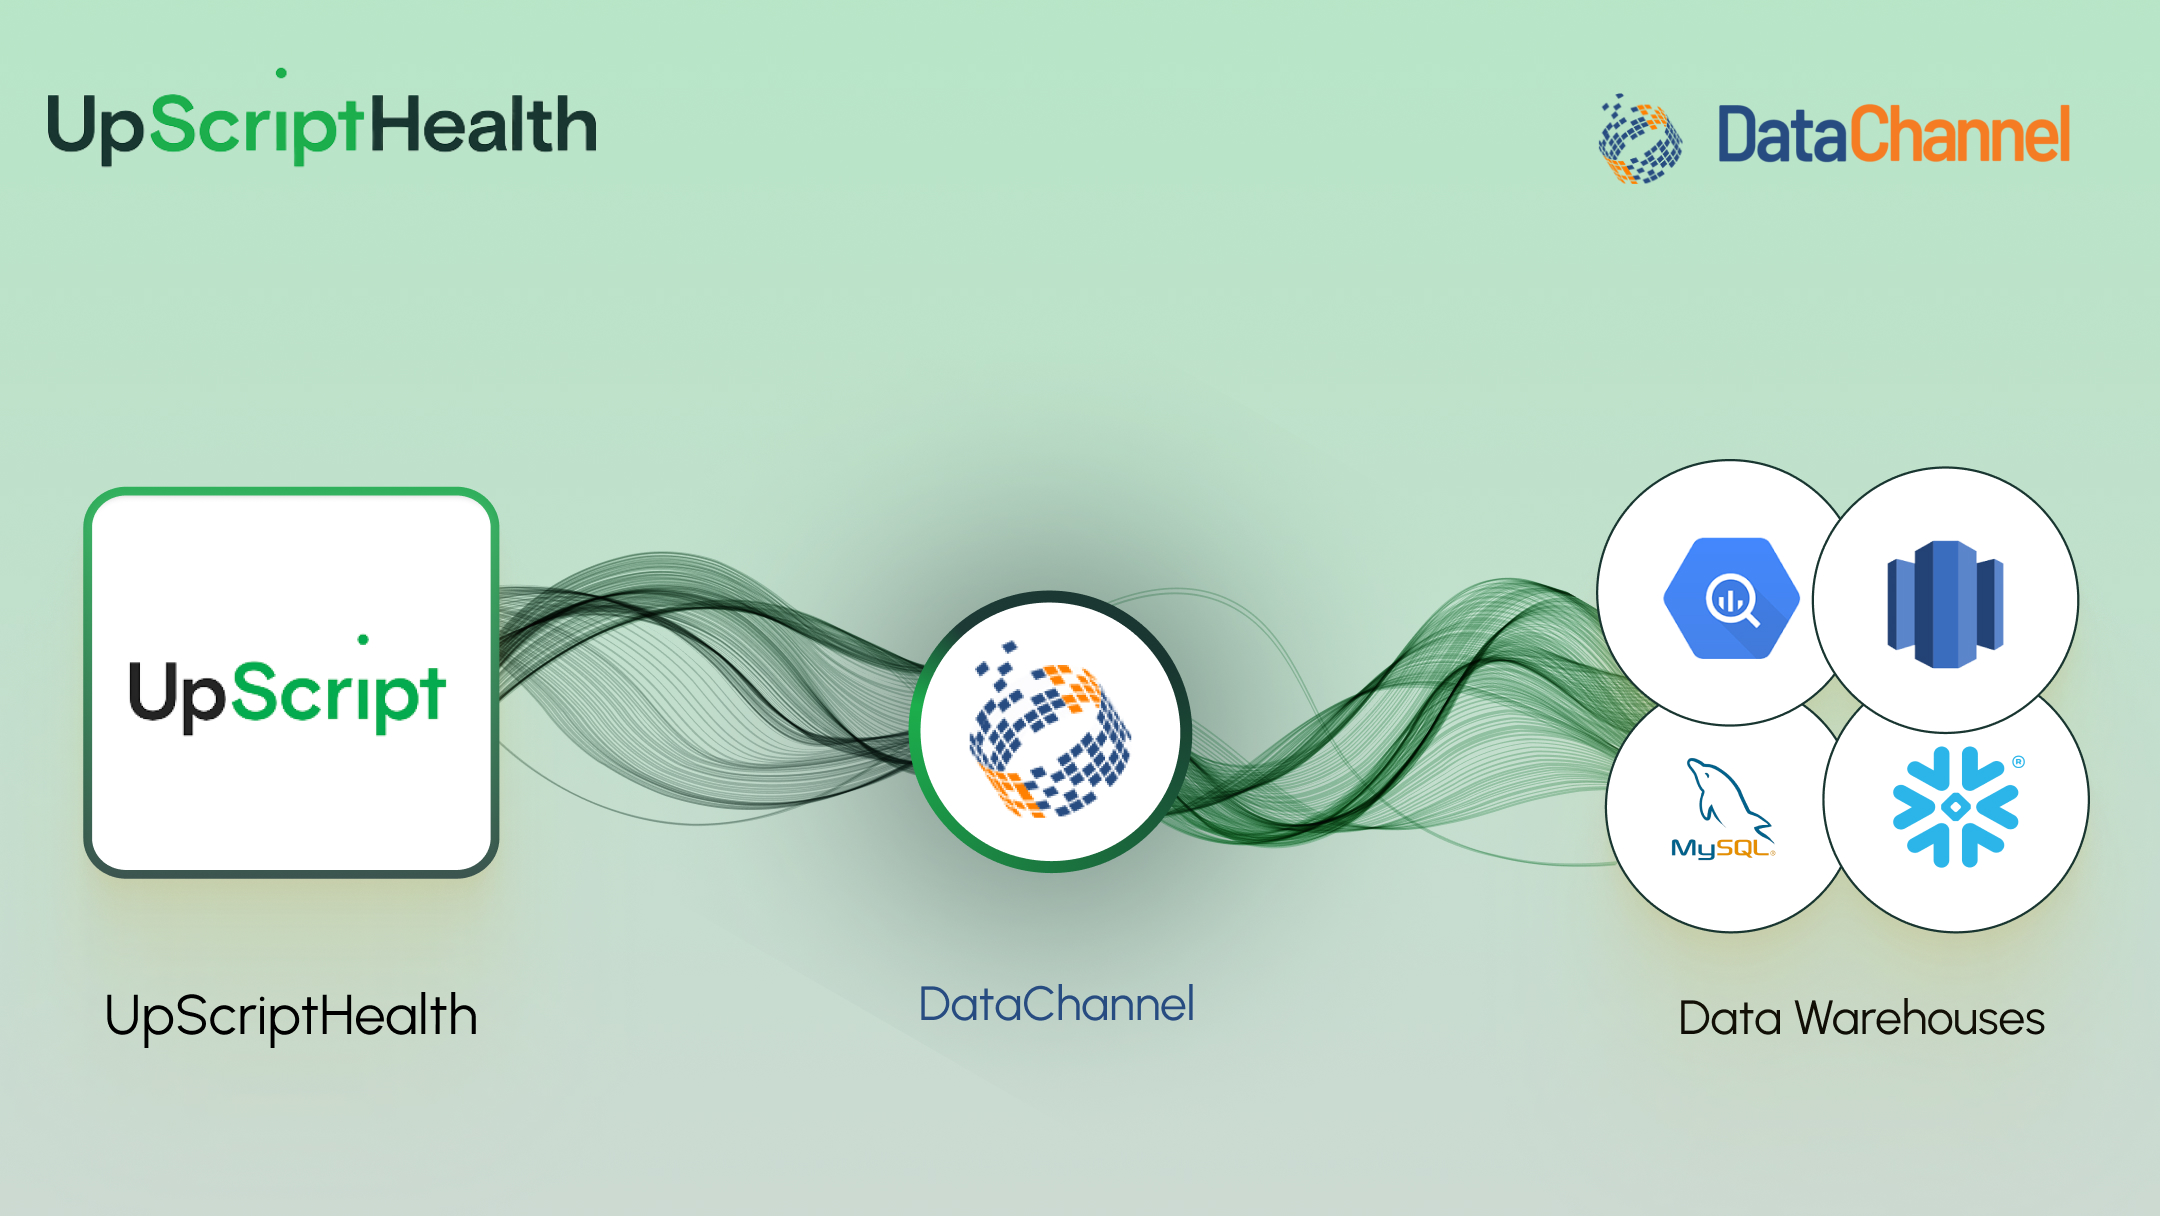 UpScriptHealth
DataChannel
UpScript
MySQL®
®
UpScriptHealth
DataChannel
Data Warehouses